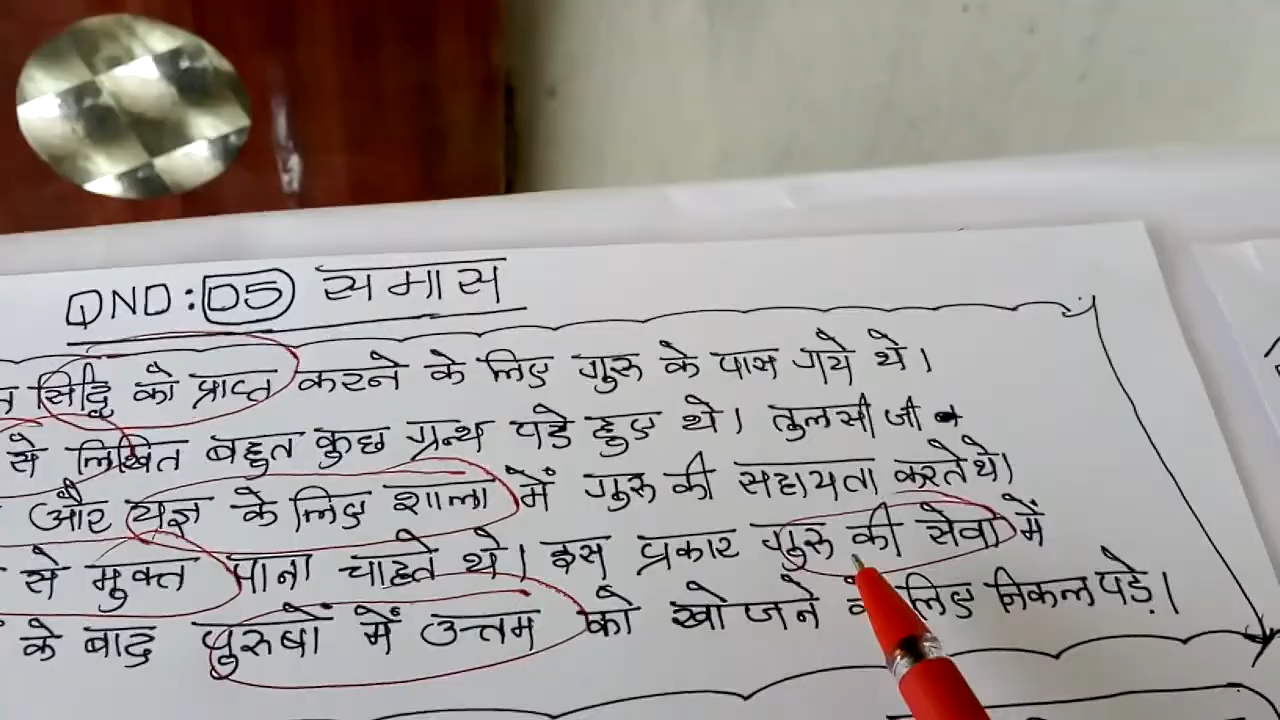 QND: 05 समास
सिद्धि को प्राप्त करने के लिए गुरु के पास गये थे।
से लिखित बहुत कुछ ग्रन्थ पडे हुए थे। तुलसी जी
और यज्ञ के लिए शाला में गुरु की सहायता करते थे।
से मुक्त पाना चाहते थे। इस प्रकार गुरु की सेवा में
के बाद पुरुषों में उत्तम को खोजने के लिए निकल पड़े।